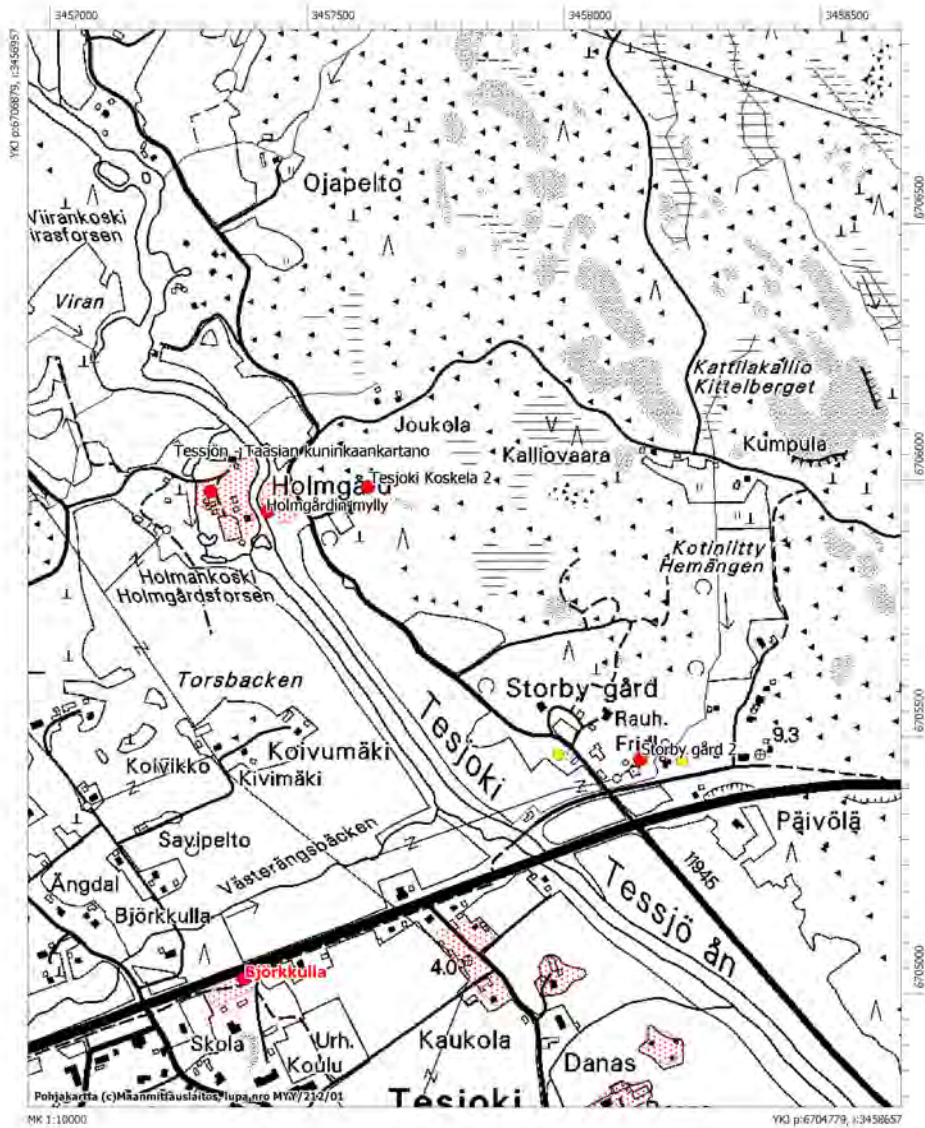 3457000
3457500
3458000
3458500
YKJ p:6706879, i:3456957
Ojapelto
6706500
Viirankoski
irasforsen
Viran
Kattilakallio
Kittelberget
Joukola
Kalliovaara
Kumpula
6706000
Tessjön - Taasian kuninkaankartano
Tesjoki Koskela 2
Holmgårdin mylly
Kotiniitty
Hemängen
Holmankoski
Holmgårdsforsen
Torsbacken
Storby gård
Rauh.
6705500
Tesjoki
Koivumäki
Storby gård 2
9.3
Koivikko
Kivimäki
Päivölä
Savipelto
Västerängsbäcken
11945
Ängdal
Tessjö ån
Björkkulla
4.0
Björkkulla
6705000
Skola
Urh.
Koulu
Kaukola
Danas
Pohjakartta (c)Maanmittauslaitos, lupa nro MYY/212/01
Tesjoki
MK 1:10000
YKJ p:6704779, i:3458657